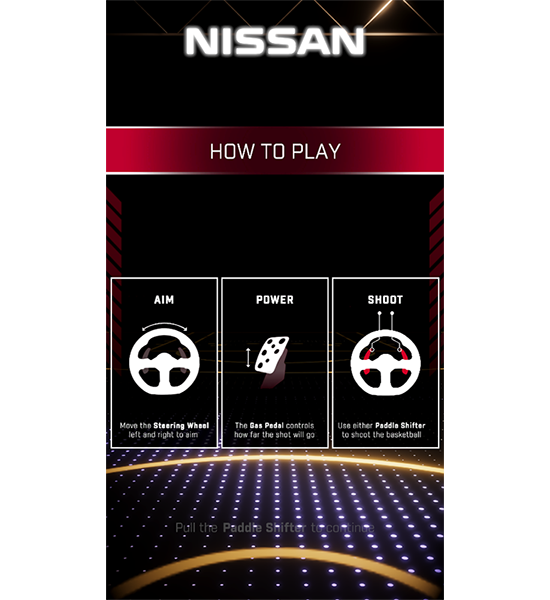 NISSAN
HOW TO PLAY
AIM
Move the Steering Wheel
left and right to aim
POWER
The Gas Pedal controls
how far the shot will go
SHOOT
Use either Paddle Shifter
to shoot the basketball
Pull the Paddle Shifter to continue